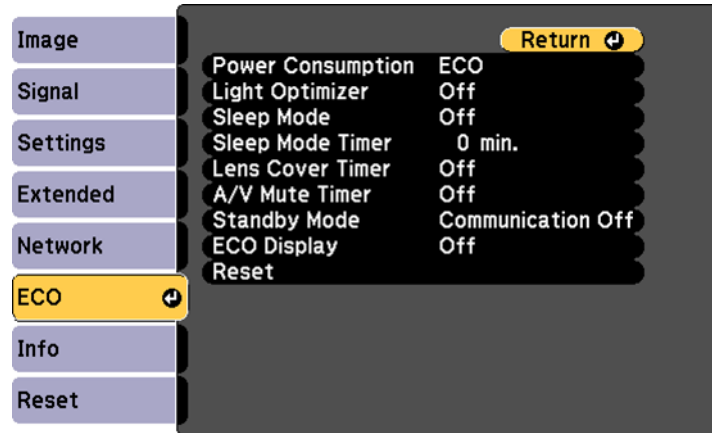 Image
Signal
Settings
Extended
Network
ECO
Info
Reset
Return
Power Consumption ECO
Light Optimizer Off
Sleep Mode Off
Sleep Mode Timer 0 min.
Lens Cover Timer Off
A/V Mute Timer Off
Standby Mode Communication Off
ECO Display Off
Reset